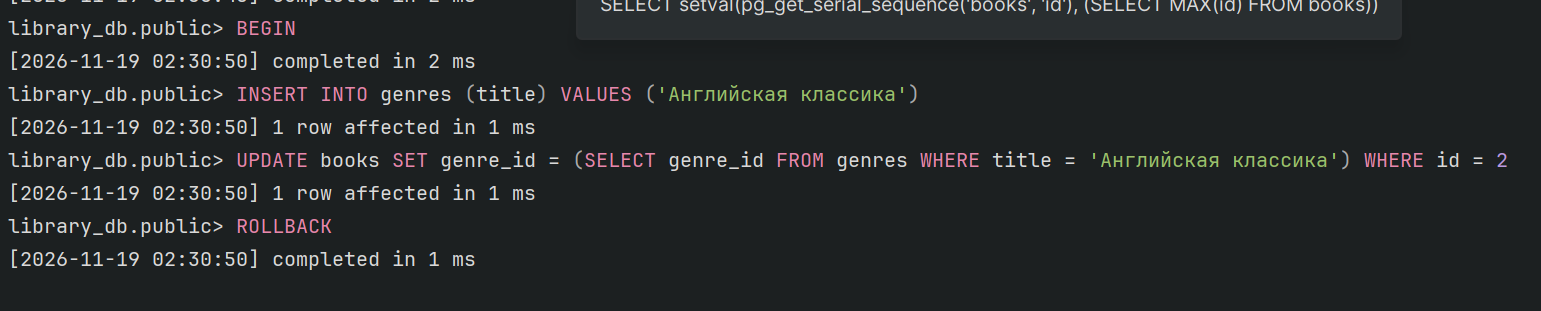 SELECT setval(pg_get_serial_sequence('books', 'id'), (SELECT MAX(id) FROM books))
library_db.public> BEGIN
[2026-11-19 02:30:50] completed in 2 ms
library_db.public> INSERT INTO genres (title) VALUES ('Английская классика')
[2026-11-19 02:30:50] 1 row affected in 1 ms
library_db.public> UPDATE books SET genre_id = (SELECT genre_id FROM genres WHERE title = 'Английская классика') WHERE id = 2
[2026-11-19 02:30:50] 1 row affected in 1 ms
library_db.public> ROLLBACK
[2026-11-19 02:30:50] completed in 1 ms